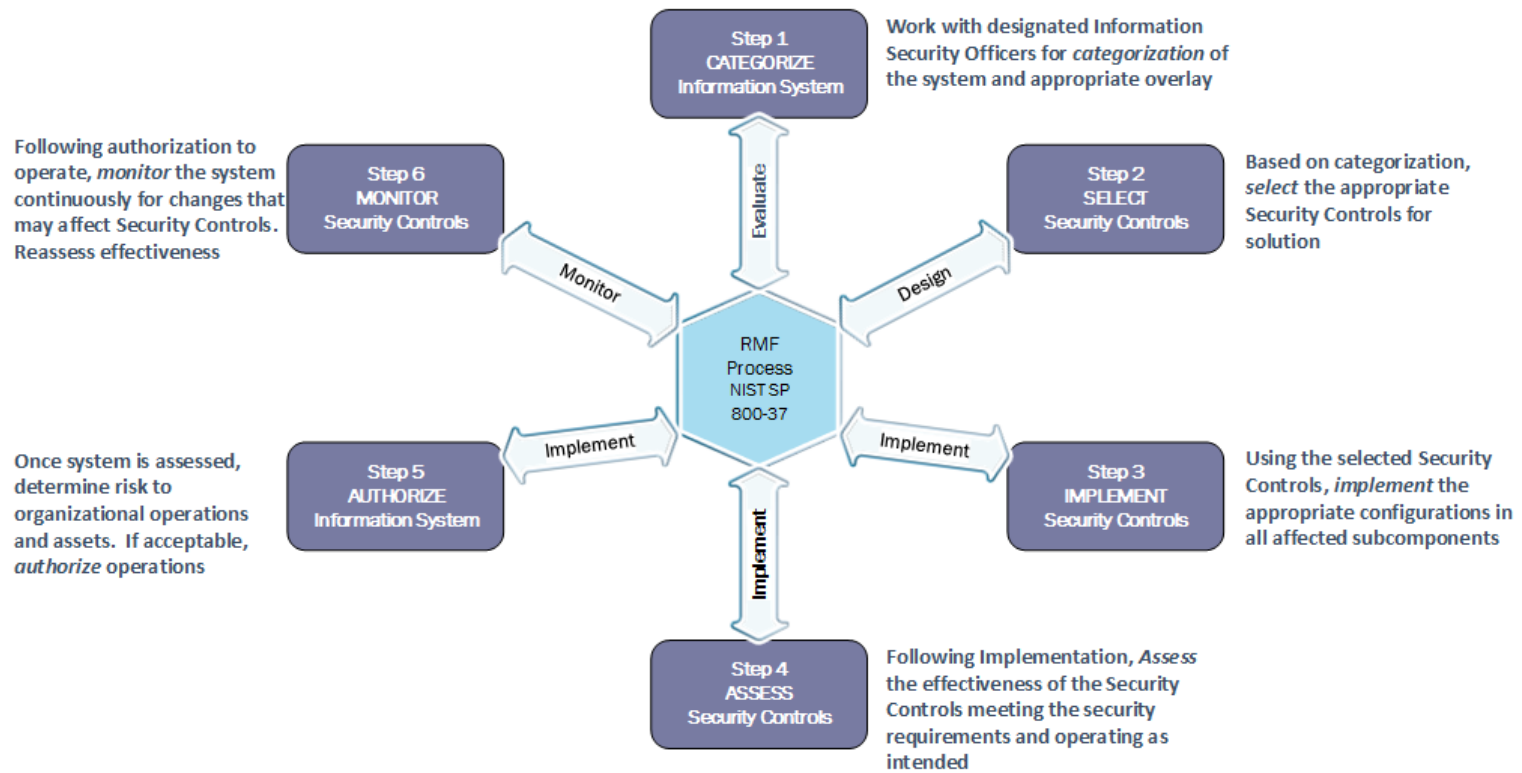 Step 1
CATEGORIZE
Information System
Work with designated Information
Security Officers for categorization of
the system and appropriate overlay
Evaluate
Step 2
SELECT
Security Controls
Based on categorization,
select the appropriate
Security Controls for
solution
Design
Step 3
IMPLEMENT
Security Controls
Using the selected Security
Controls, implement the
appropriate configurations in
all affected subcomponents
Implement
Step 4
ASSESS
Security Controls
Following Implementation, Assess
the effectiveness of the Security
Controls meeting the security
requirements and operating as
intended
Implement
Step 5
AUTHORIZE
Information System
Once system is assessed,
determine risk to
organizational operations
and assets.  If acceptable,
authorize operations
Implement
Step 6
MONITOR
Security Controls
Following authorization to
operate, monitor the system
continuously for changes that
may affect Security Controls.
Reassess effectiveness
Monitor
RMF
Process
NIST SP
800-37